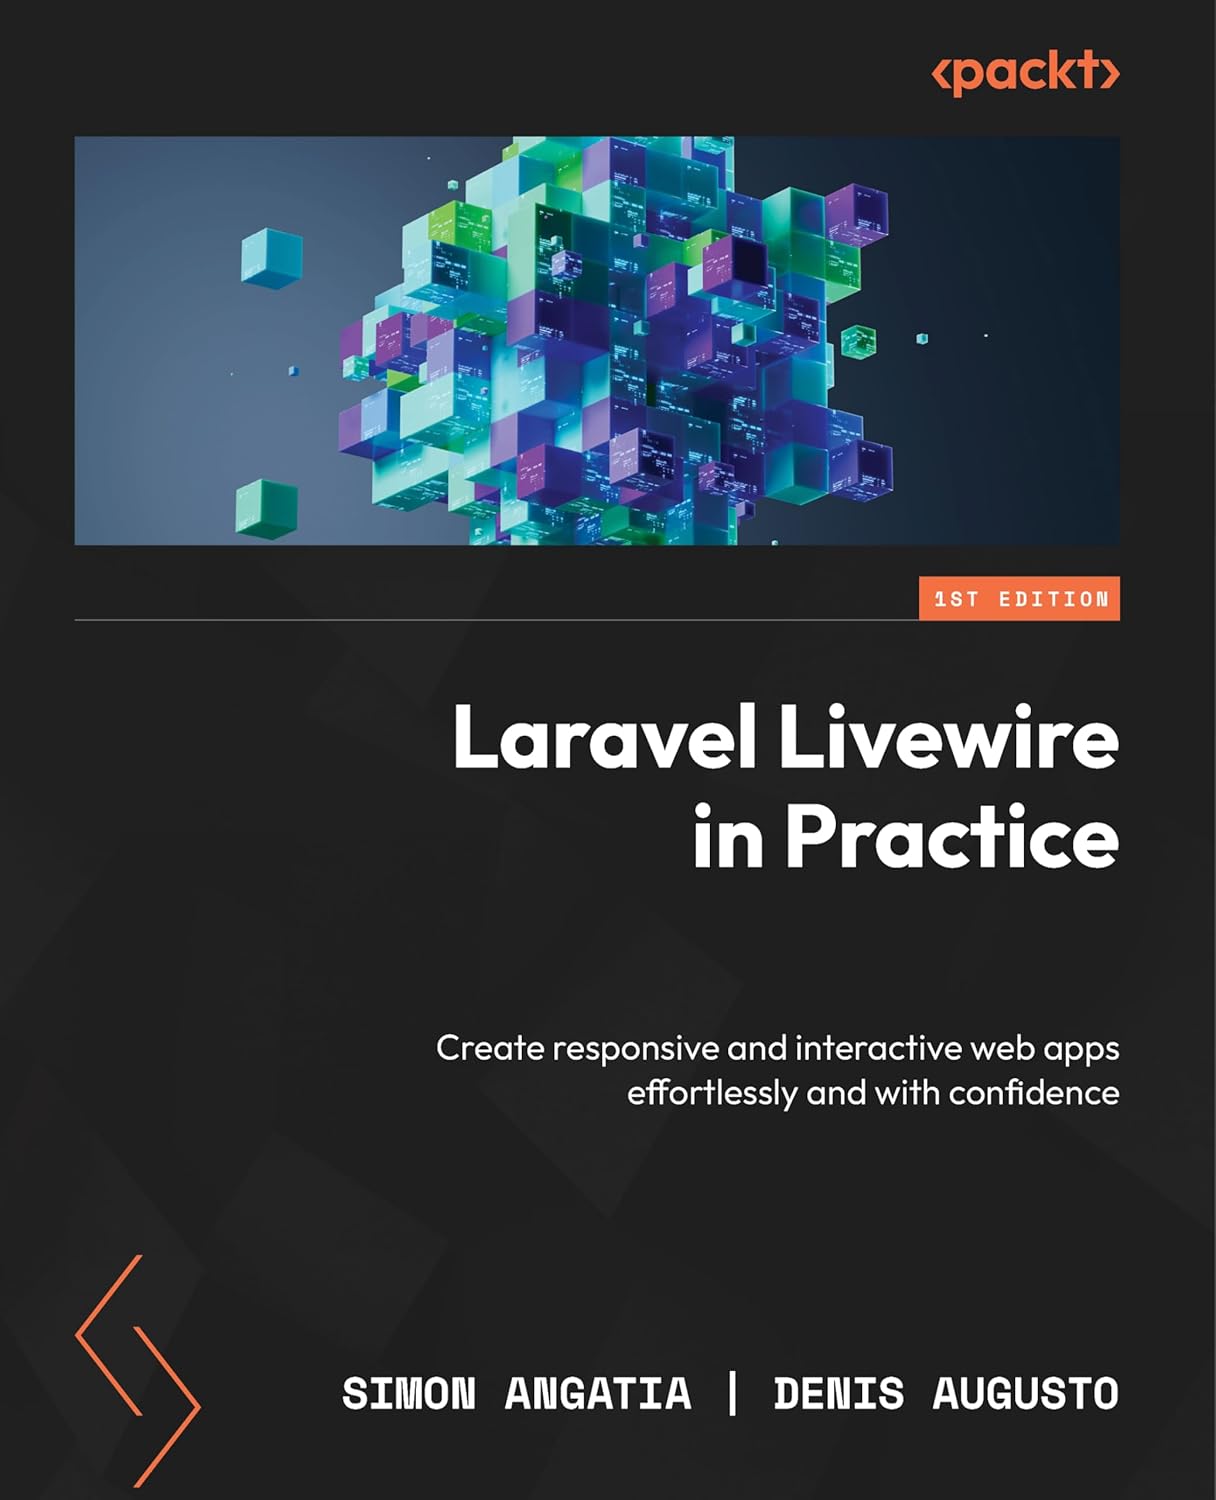 <packt>
1ST EDITION
Laravel Livewire
in Practice
Create responsive and interactive web apps
effortlessly and with confidence
SIMON ANGATIA | DENIS AUGUSTO